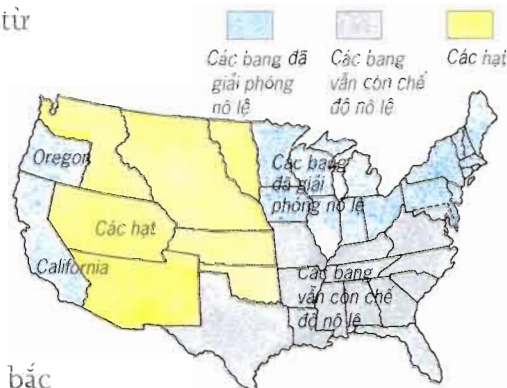 từ
Các bang đã
giải phóng
nô lệ
Các bang
vẫn còn chế
độ nô lệ
Các hạt
Oregon
Các bang
đã giải
phóng nô lệ
Các hạt
California
Các bang
vẫn còn chế
độ nô lệ
bắc